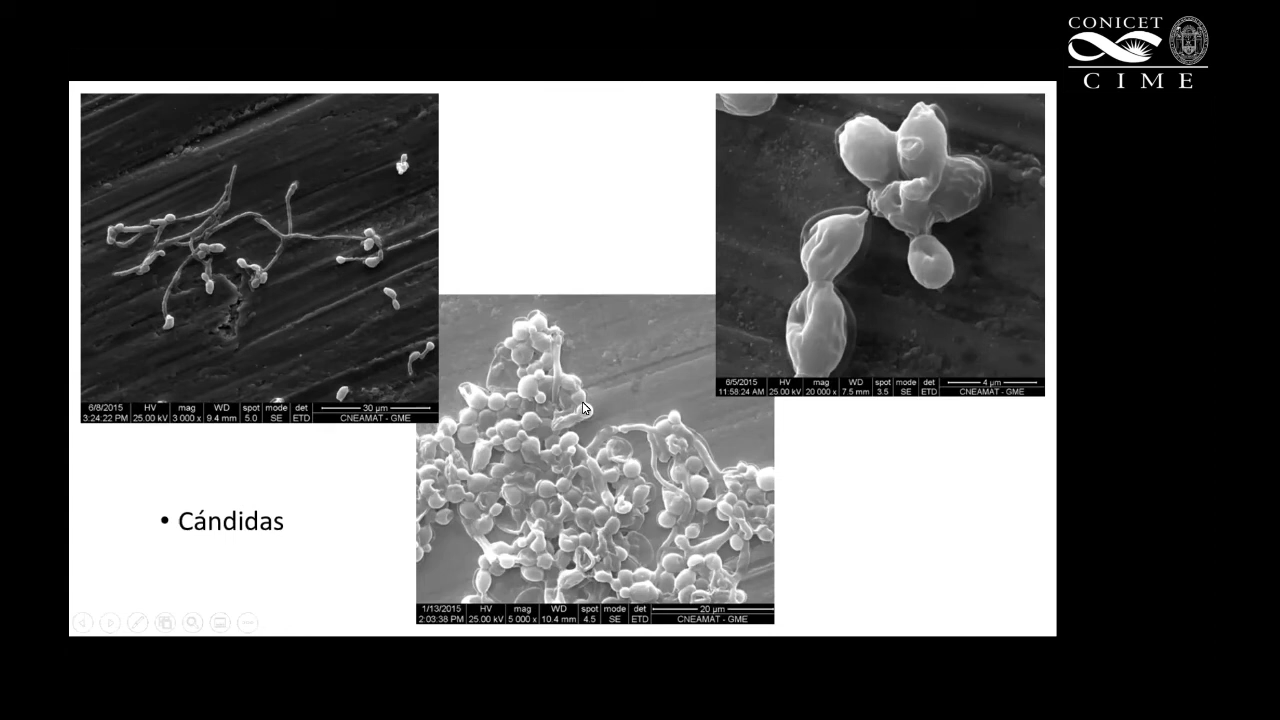 CONICET
CIME
6/8/2015 HV mag WD spot mode det 30 µm
3:24:22 PM 25.00 kV 3 000 x 9.4 mm 5.0 SE ETD CNEAMAT - GME
6/5/2015 HV mag WD spot mode det 4 µm
11:58:24 AM 25.00 kV 20 000 x 7.5 mm 3.5 SE ETD CNEAMAT - GME
• Cándidas
1/13/2015 HV mag WD spot mode det 20 µm
2:03:38 PM 25.00 kV 5 000 x 10.4 mm 4.5 SE ETD CNEAMAT - GME